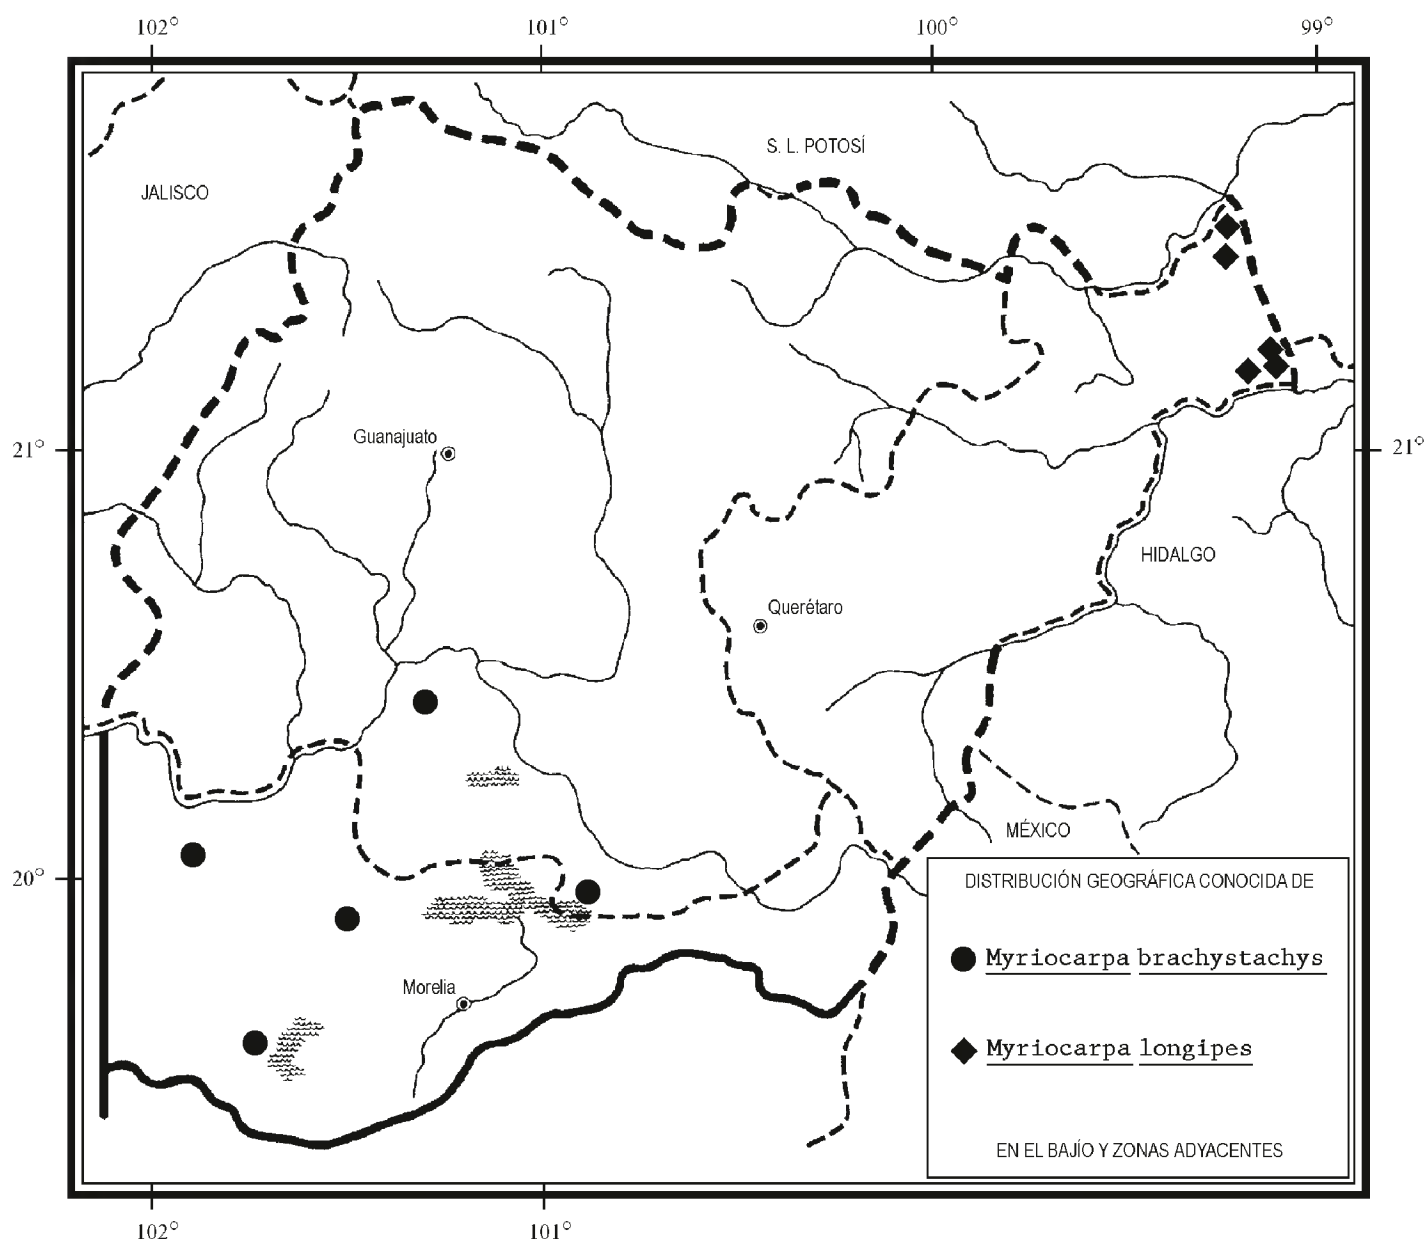 102° 101° 100° 99°
S. L. POTOSÍ
JALISCO
Guanajuato
21° 21°
HIDALGO
Querétaro
MÉXICO
20°
DISTRIBUCIÓN GEOGRÁFICA CONOCIDA DE
Myriocarpa brachystachys
Morelia
Myriocarpa longipes
EN EL BAJÍO Y ZONAS ADYACENTES
102° 101°